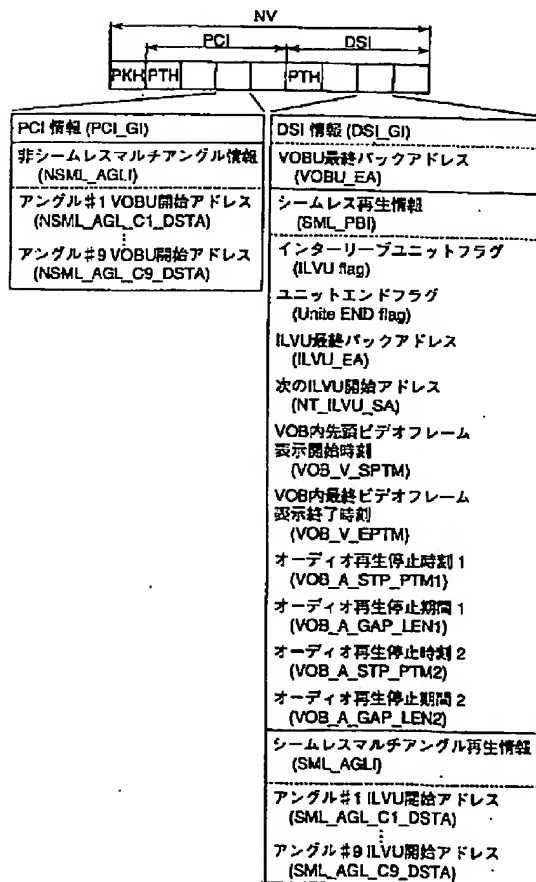 NV
PCI
DSI
PKH
PTH
PTH
PCI 情報 (PCI_GI)
非シームレスマルチアングル情報
(NSML_AGLI)
アングル#1 VOBU開始アドレス
(NSML_AGL_C1_DSTA)
アングル#9 VOBU開始アドレス
(NSML_AGL_C9_DSTA)
DSI 情報 (DSI_GI)
VOBU最終パックアドレス
(VOBU_EA)
シームレス再生情報
(SML_PBI)
インターリーブユニットフラグ
(ILVU flag)
ユニットエンドフラグ
(Unite END flag)
ILVU最終パックアドレス
(ILVU_EA)
次のILVU開始アドレス
(NT_ILVU_SA)
VOB内先頭ビデオフレーム
表示開始時刻
(VOB_V_SPTM)
VOB内最終ビデオフレーム
表示終了時刻
(VOB_V_EPTM)
オーディオ再生停止時刻 1
(VOB_A_STP_PTM1)
オーディオ再生停止期間 1
(VOB_A_GAP_LEN1)
オーディオ再生停止時刻 2
(VOB_A_STP_PTM2)
オーディオ再生停止期間 2
(VOB_A_GAP_LEN2)
シームレスマルチアングル再生情報
(SML_AGLI)
アングル#1 ILVU開始アドレス
(SML_AGL_C1_DSTA)
アングル#9 ILVU開始アドレス
(SML_AGL_C9_DSTA)